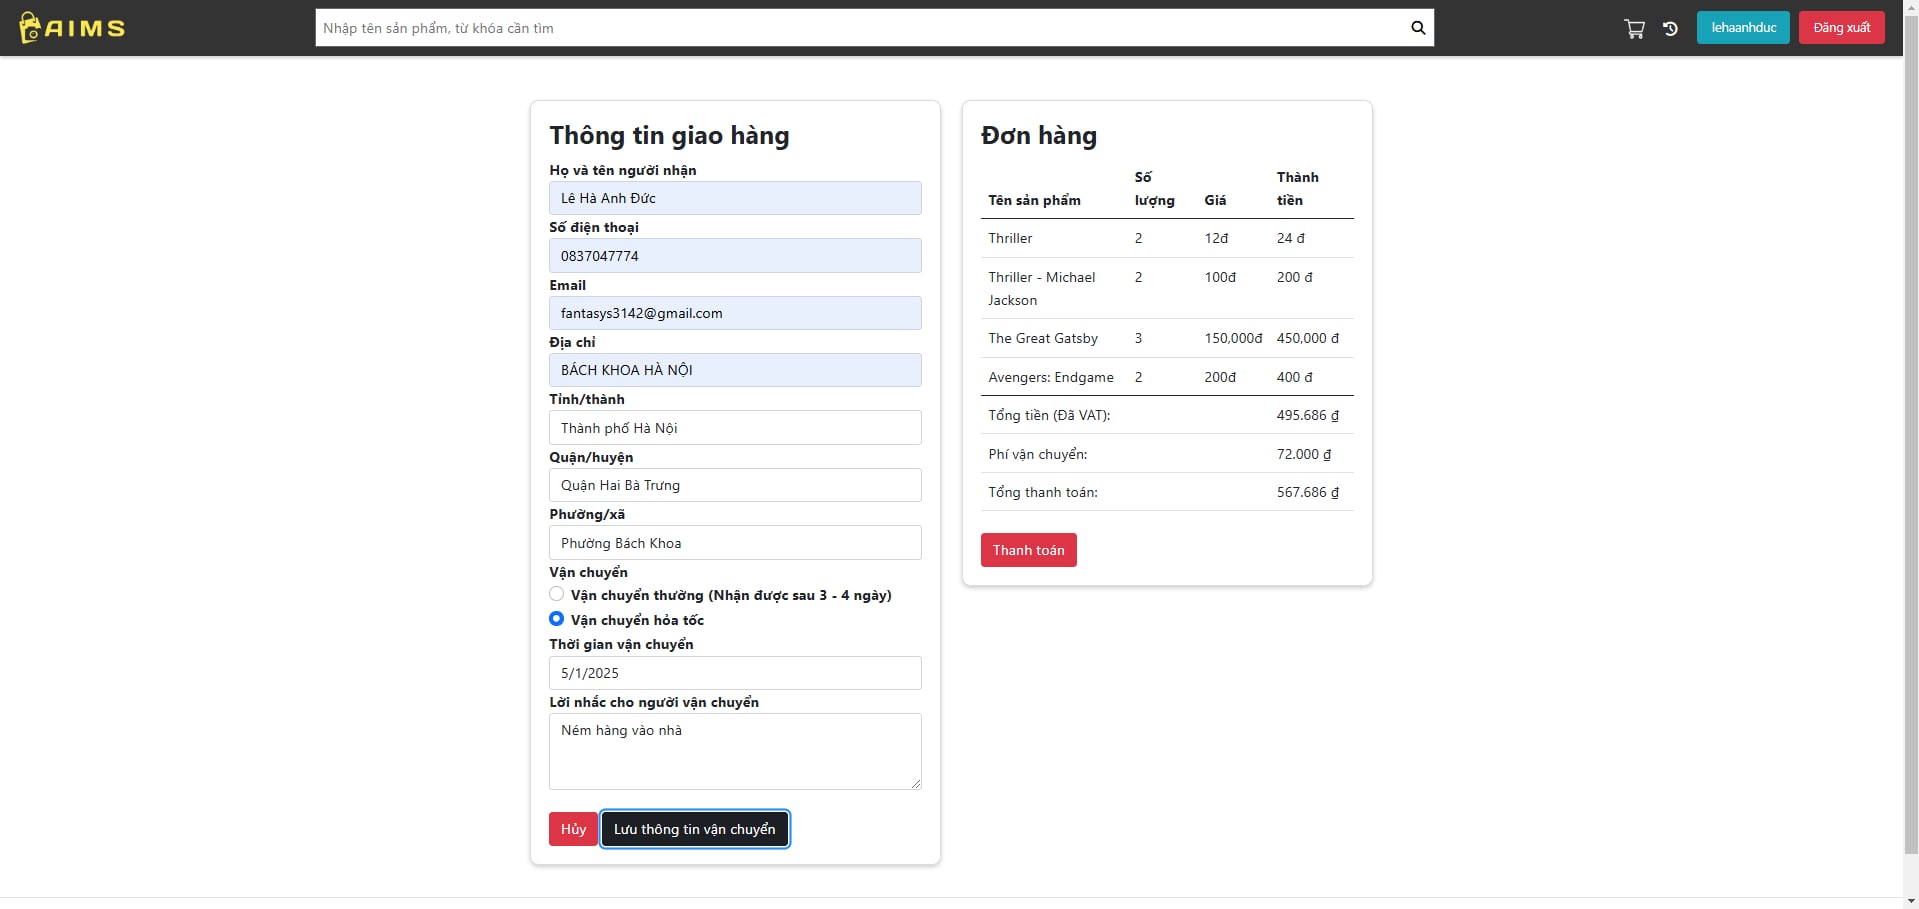 AIMS
Nhập tên sản phẩm, từ khóa cần tìm
lehaanhduc
Đăng xuất
Thông tin giao hàng
Họ và tên người nhận
Lê Hà Anh Đức
Số điện thoại
0837047774
Email
fantasys3142@gmail.com
Địa chỉ
BÁCH KHOA HÀ NỘI
Tỉnh/thành
Thành phố Hà Nội
Quận/huyện
Quận Hai Bà Trưng
Phường/xã
Phường Bách Khoa
Vận chuyển
Vận chuyển thường (Nhận được sau 3 - 4 ngày)
Vận chuyển hỏa tốc
Thời gian vận chuyển
5/1/2025
Lời nhắc cho người vận chuyển
Ném hàng vào nhà
Hủy
Lưu thông tin vận chuyển
Đơn hàng
Tên sản phẩm Số lượng Giá Thành tiền
Thriller 2 12đ 24 đ
Thriller - Michael Jackson 2 100đ 200 đ
The Great Gatsby 3 150,000đ 450,000 đ
Avengers: Endgame 2 200đ 400 đ
Tổng tiền (Đã VAT): 495.686 ₫
Phí vận chuyển: 72.000 ₫
Tổng thanh toán: 567.686 ₫
Thanh toán